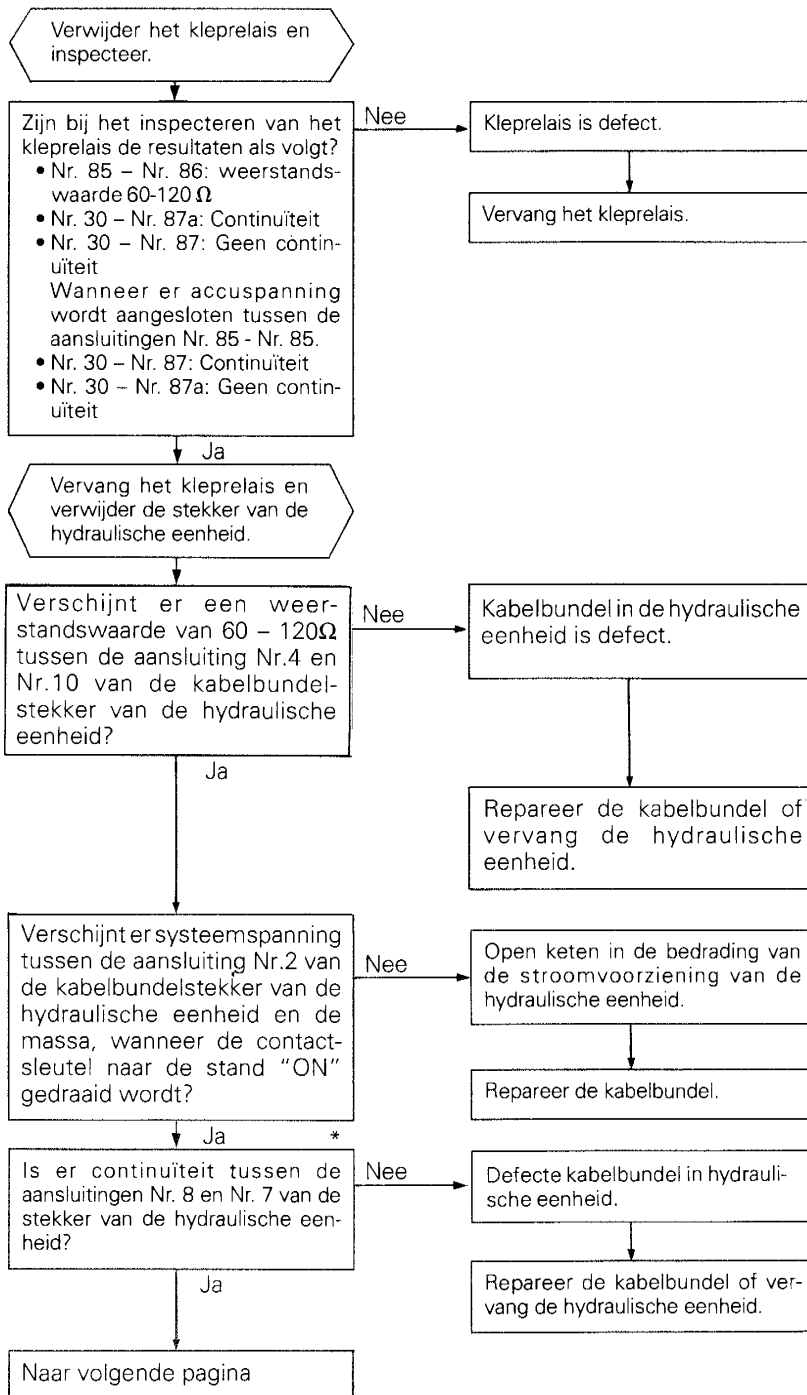 Verwijder het kleprelais en
inspecteer.
Zijn bij het inspecteren van het
kleprelais de resultaten als volgt?
• Nr. 85 – Nr. 86: weerstands-
waarde 60-120 Ω
• Nr. 30 – Nr. 87a: Continuïteit
• Nr. 30 – Nr. 87: Geen contin-
uïteit
Wanneer er accuspanning
wordt aangesloten tussen de
aansluitingen Nr. 85 - Nr. 85.
• Nr. 30 – Nr. 87: Continuïteit
• Nr. 30 – Nr. 87a: Geen contin-
uïteit
Nee
Kleprelais is defect.
Vervang het kleprelais.
Ja
Vervang het kleprelais en
verwijder de stekker van de
hydraulische eenheid.
Verschijnt er een weer-
standswaarde van 60 – 120Ω
tussen de aansluiting Nr.4 en
Nr.10 van de kabelbundel-
stekker van de hydraulische
eenheid?
Nee
Kabelbundel in de hydraulische
eenheid is defect.
Repareer de kabelbundel of
vervang de hydraulische
eenheid.
Ja
Verschijnt er systeemspanning
tussen de aansluiting Nr.2 van
de kabelbundelstekker van de
hydraulische eenheid en de
massa, wanneer de contact-
sleutel naar de stand "ON"
gedraaid wordt?
Nee
Open keten in de bedrading van
de stroomvoorziening van de
hydraulische eenheid.
Repareer de kabelbundel.
Ja *
Is er continuïteit tussen de
aansluitingen Nr. 8 en Nr. 7 van de
stekker van de hydraulische een-
heid?
Nee
Defecte kabelbundel in hydrauli-
sche eenheid.
Repareer de kabelbundel of ver-
vang de hydraulische eenheid.
Ja
Naar volgende pagina